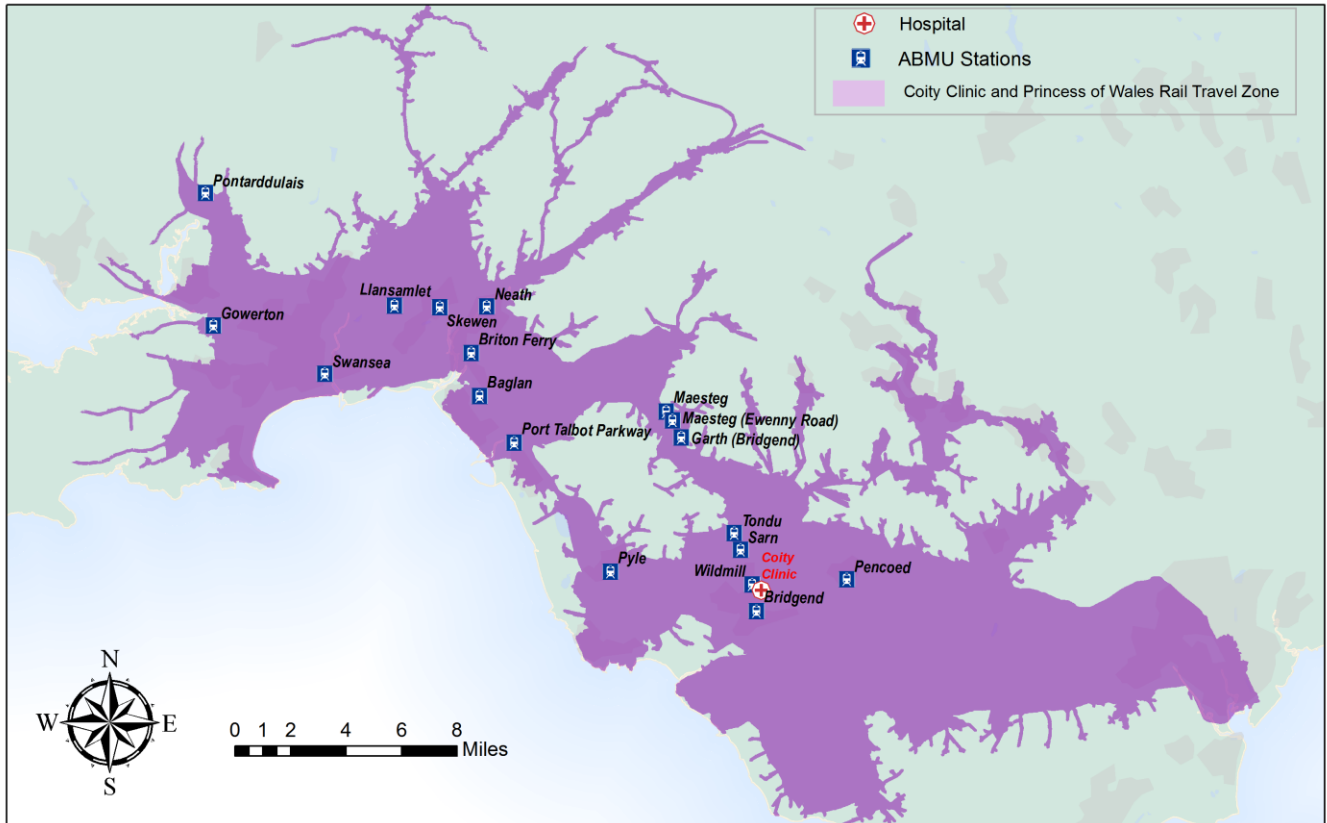 Hospital
ABMU Stations
Coity Clinic and Princess of Wales Rail Travel Zone
Pontarddulais
Llansamlet
Neath
Gowerton
Skewen
Briton Ferry
Swansea
Baglan
Maesteg
Maesteg (Ewenny Road)
Port Talbot Parkway
Garth (Bridgend)
Tondu
Sarn
Pyle
Coity
Clinic
Wildmill
Pencoed
Bridgend
N
W
E
S
0 1 2 4 6 8
Miles